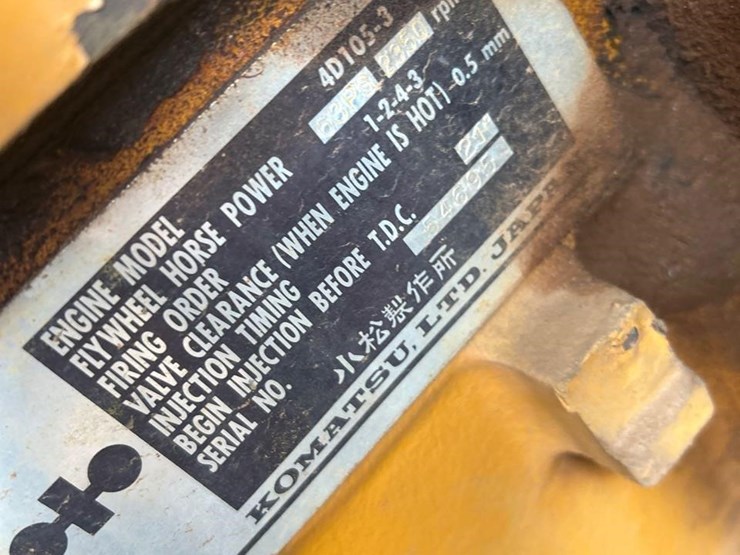 ENGINE MODEL 4D105-3
FLYWHEEL HORSE POWER rpm
FIRING ORDER 1-2-4-3
VALVE CLEARANCE (WHEN ENGINE IS HOT) 0.5 mm
INJECTION TIMING
BEGIN INJECTION BEFORE T.D.C.
SERIAL NO.
小松製作所
KOMATSU, LTD. JAPA